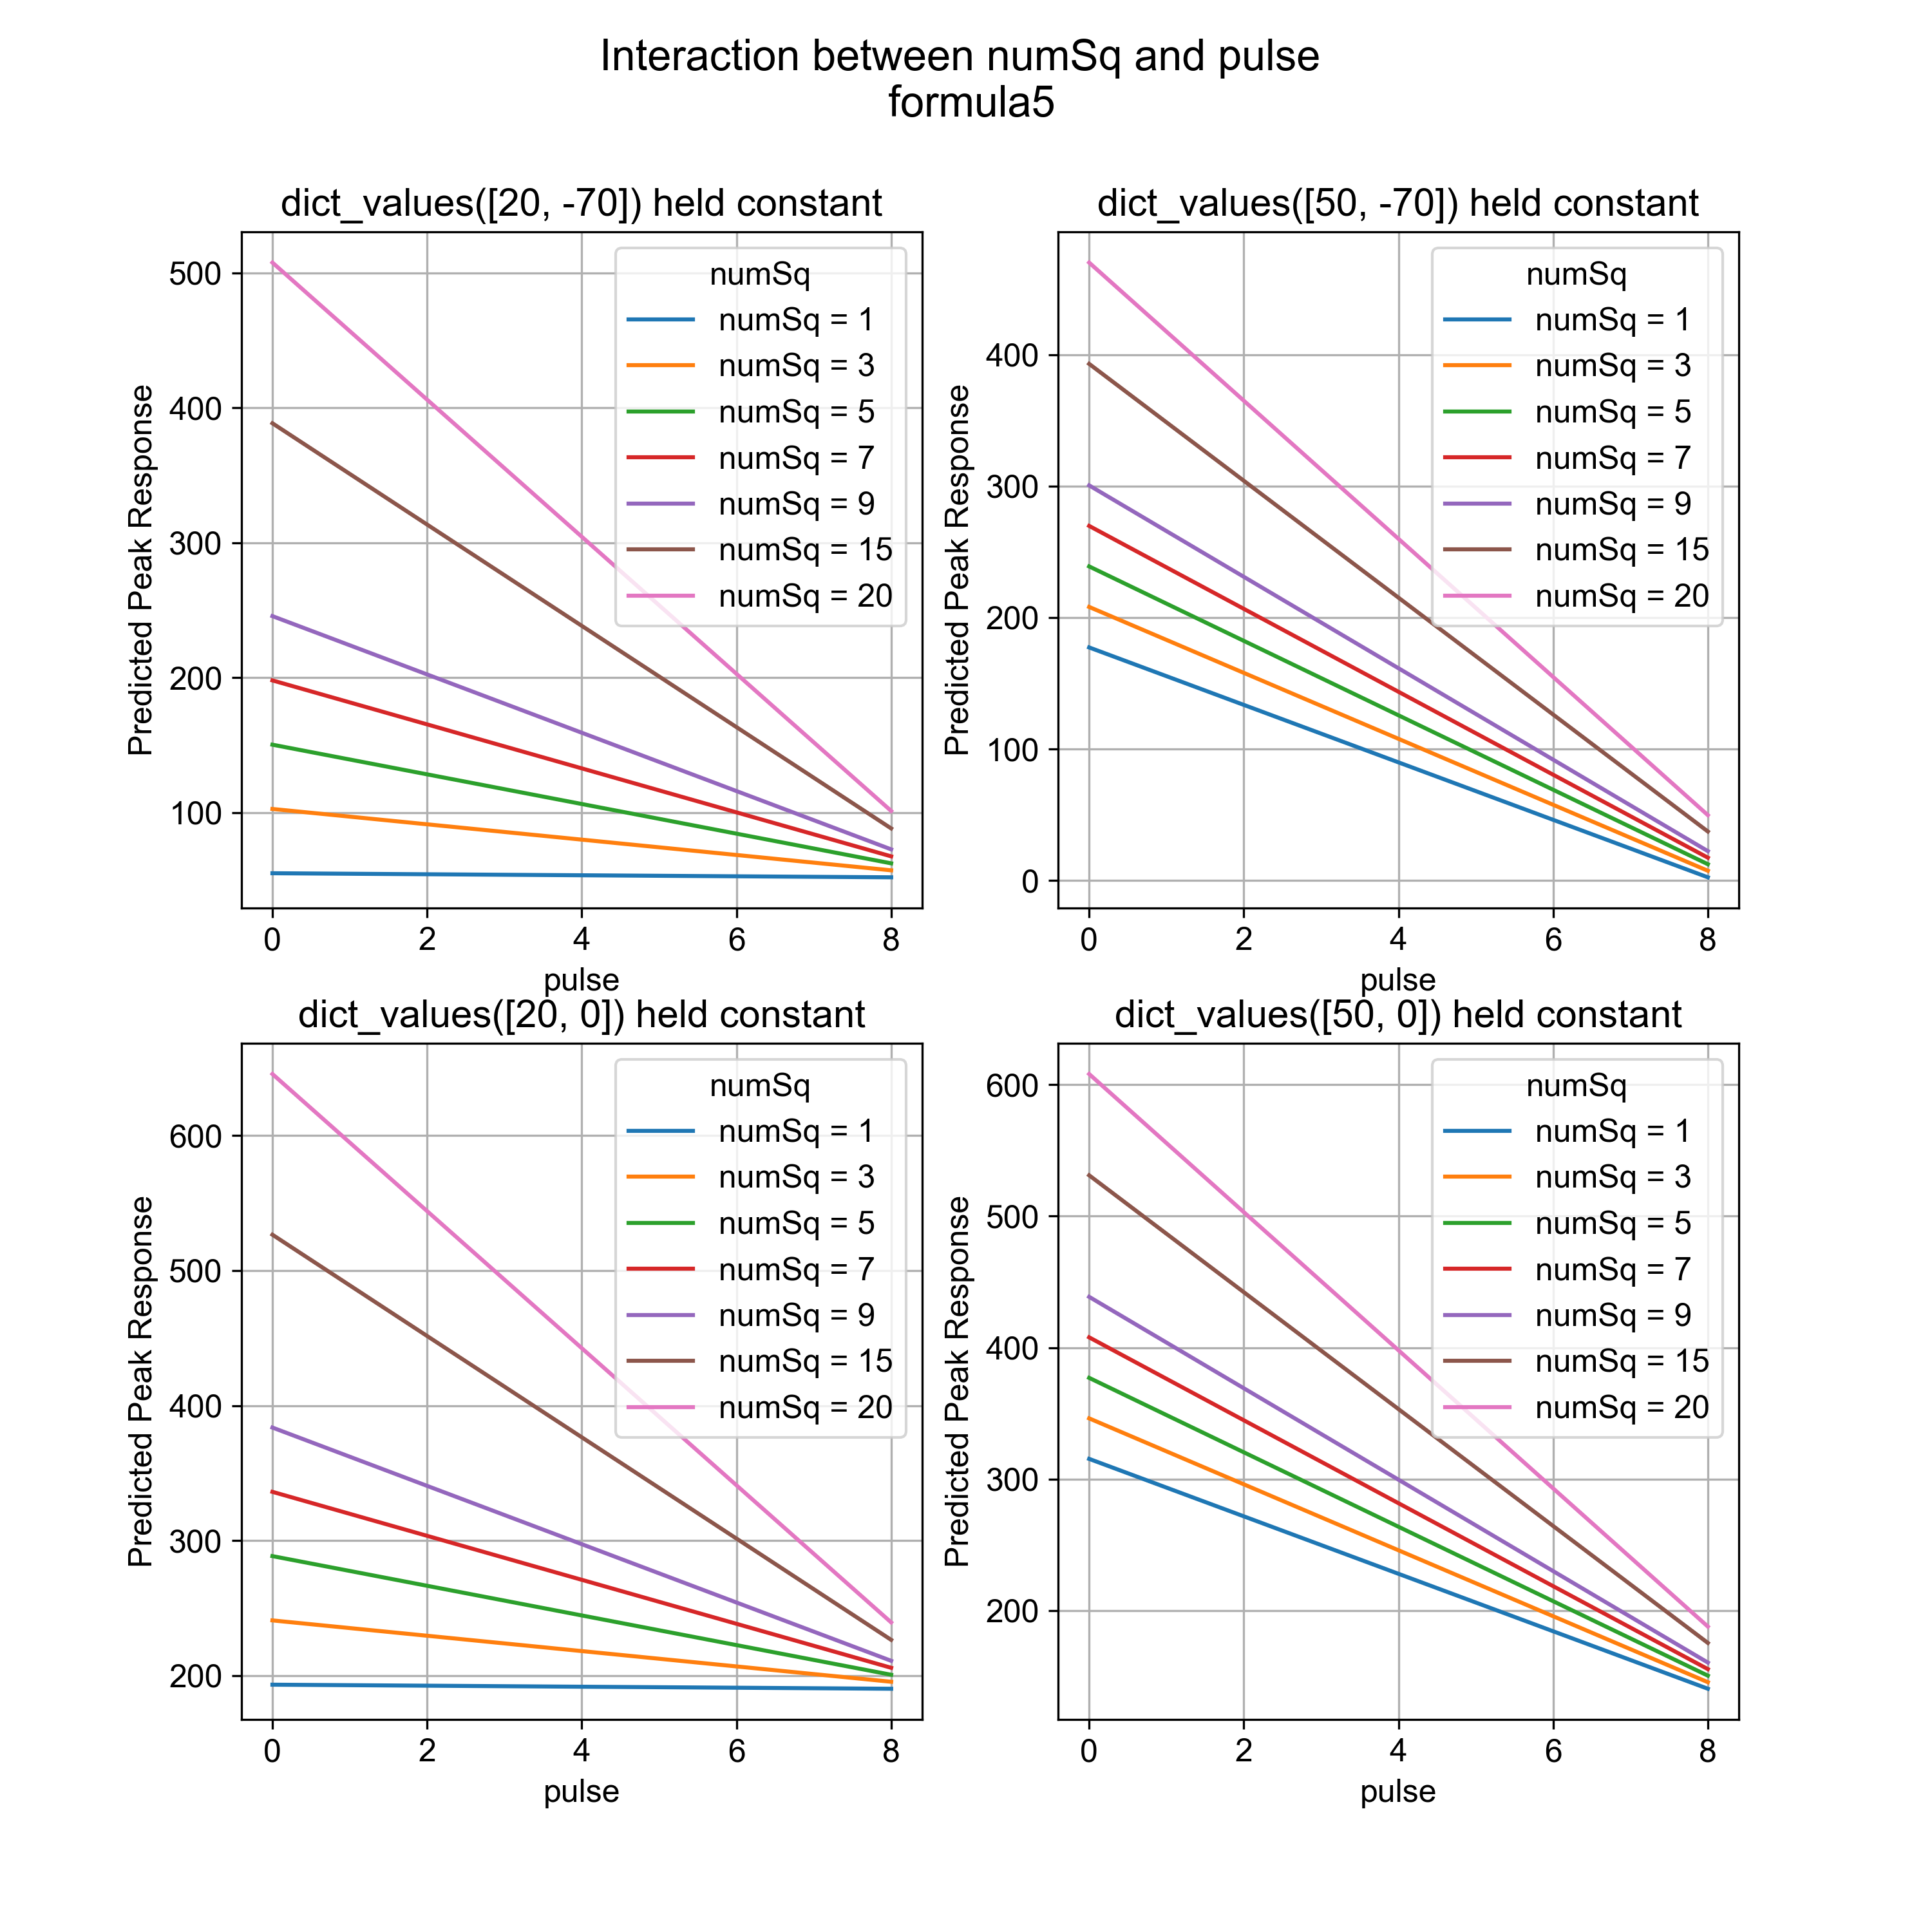 Interaction between numSq and pulse
formula5
dict_values([20, -70]) held constant
Predicted Peak Response
500
400
300
200
100
0 2 4 6 8
pulse
numSq
numSq = 1
numSq = 3
numSq = 5
numSq = 7
numSq = 9
numSq = 15
numSq = 20
dict_values([50, -70]) held constant
Predicted Peak Response
400
300
200
100
0
0 2 4 6 8
pulse
numSq
numSq = 1
numSq = 3
numSq = 5
numSq = 7
numSq = 9
numSq = 15
numSq = 20
dict_values([20, 0]) held constant
Predicted Peak Response
600
500
400
300
200
0 2 4 6 8
pulse
numSq
numSq = 1
numSq = 3
numSq = 5
numSq = 7
numSq = 9
numSq = 15
numSq = 20
dict_values([50, 0]) held constant
Predicted Peak Response
600
500
400
300
200
0 2 4 6 8
pulse
numSq
numSq = 1
numSq = 3
numSq = 5
numSq = 7
numSq = 9
numSq = 15
numSq = 20